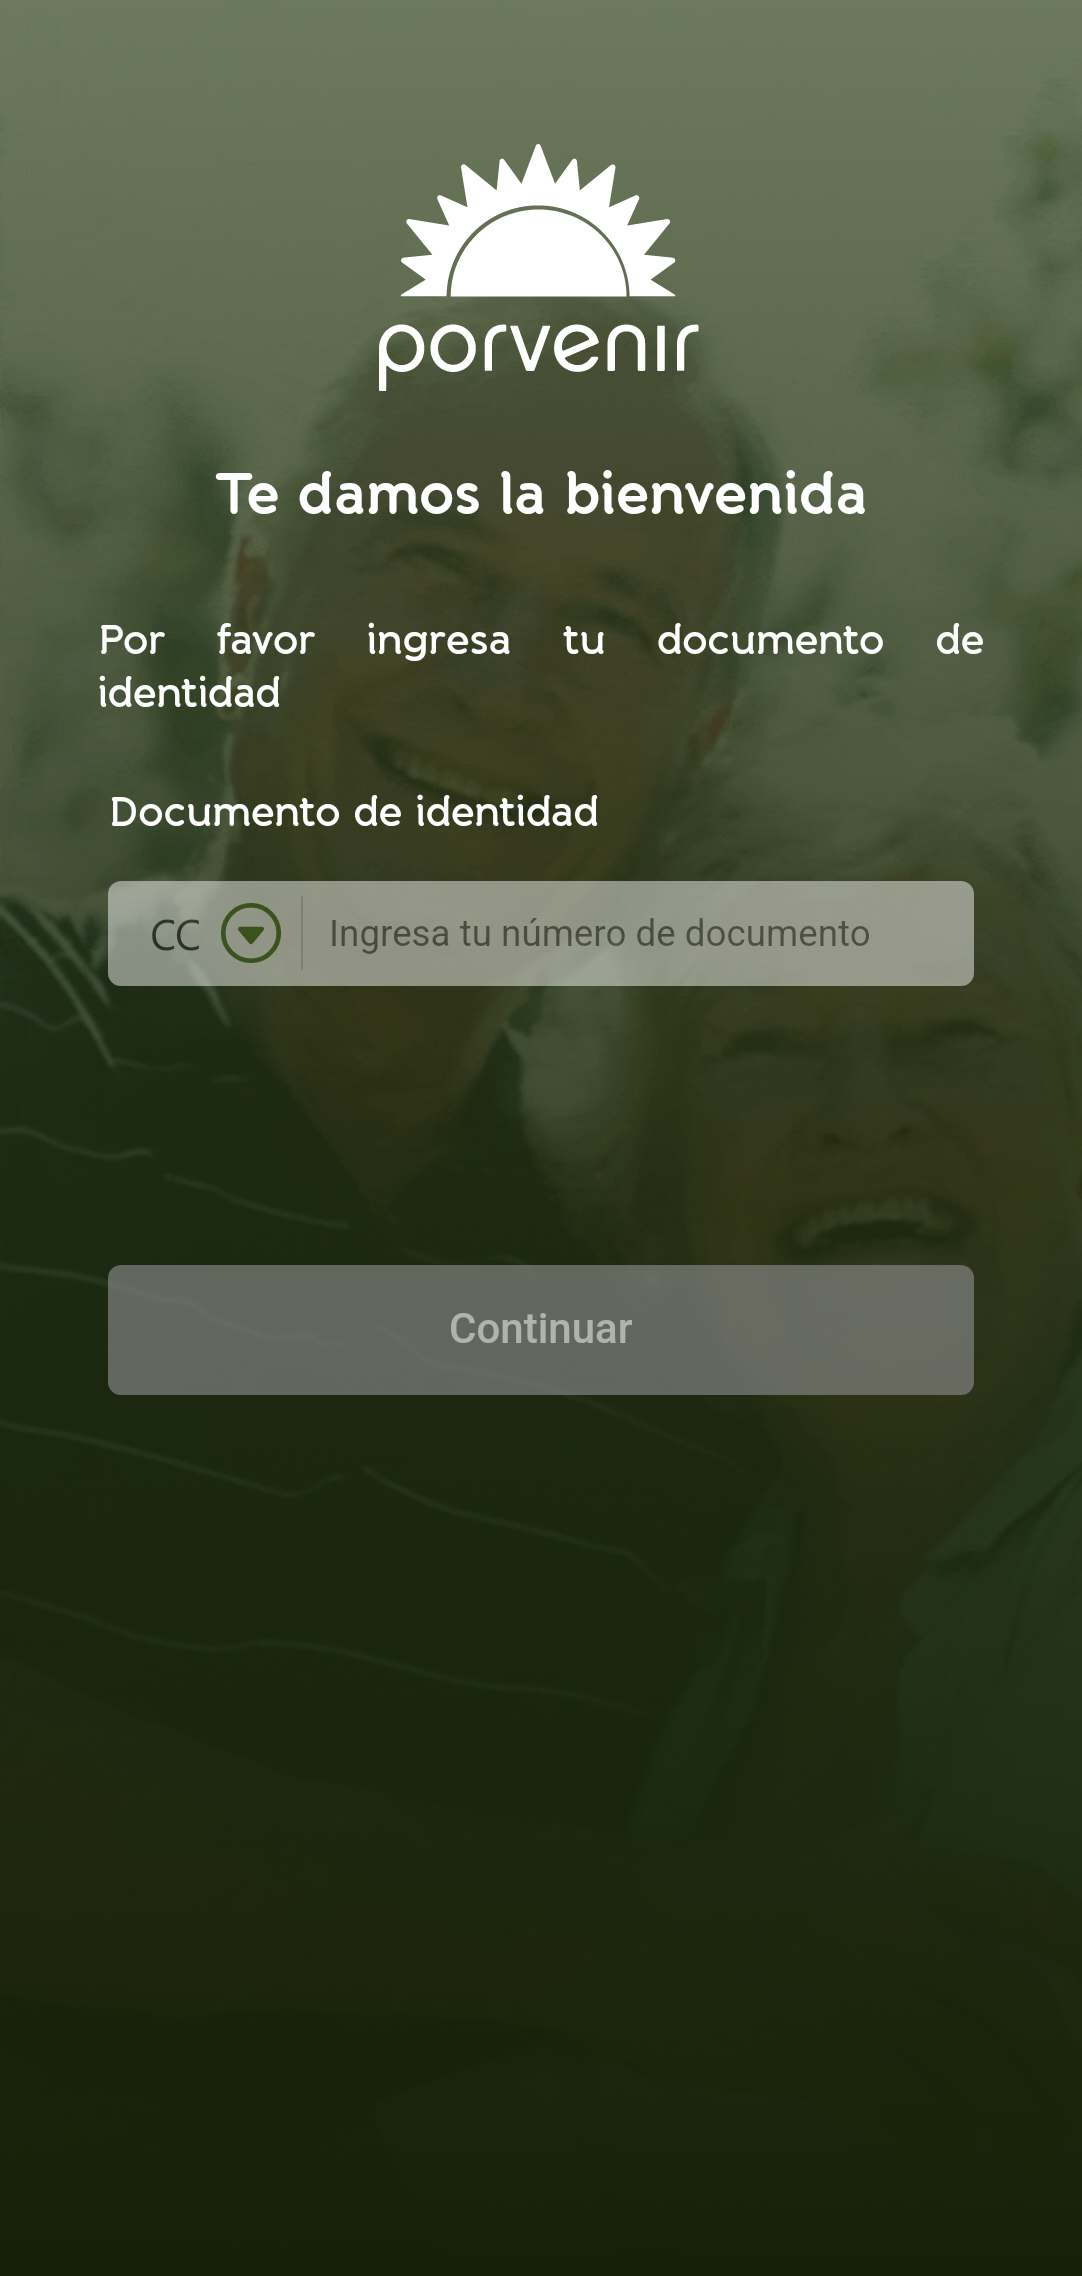 porvenir
Te damos la bienvenida
Por favor ingresa tu documento de
identidad
Documento de identidad
CC Ingresa tu número de documento
Continuar